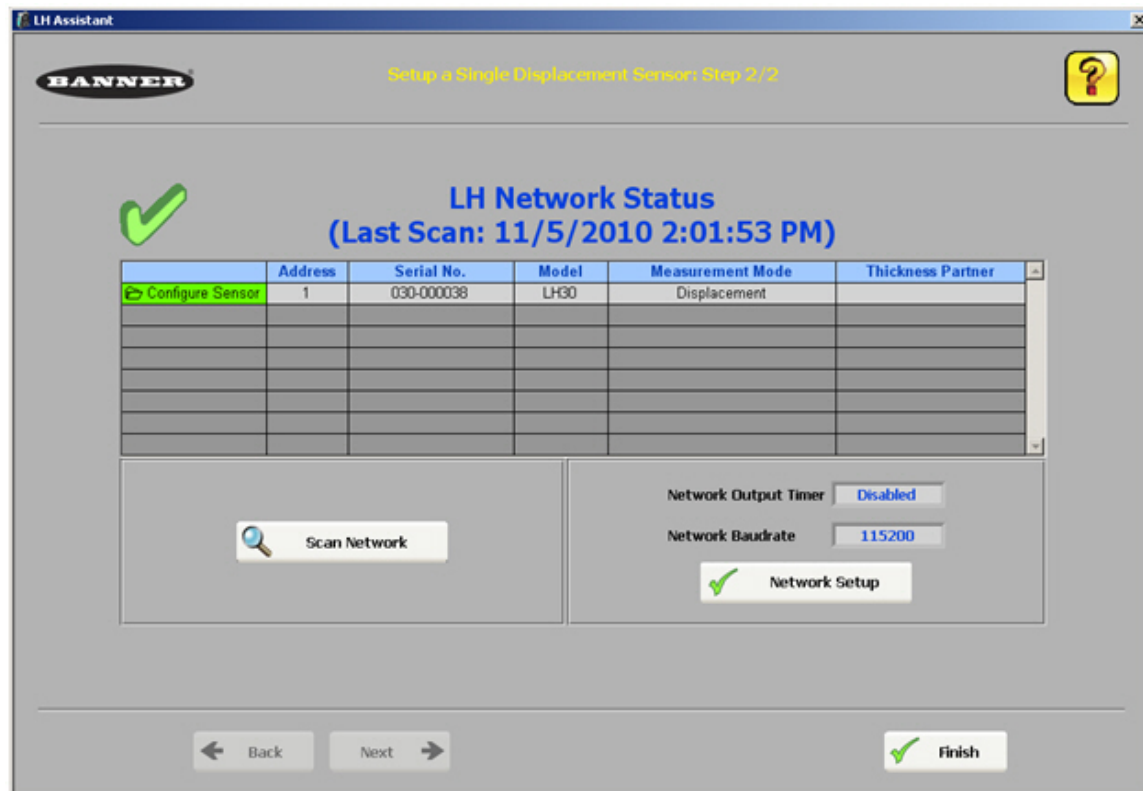 LH Assistant
BANNER
Setup a Single Displacement Sensor: Step 2/2
LH Network Status
(Last Scan: 11/5/2010 2:01:53 PM)
Address Serial No. Model Measurement Mode Thickness Partner
Configure Sensor 1 030-000038 LH30 Displacement
Network Output Timer Disabled
Scan Network
Network Baudrate 115200
Network Setup
Back Next Finish